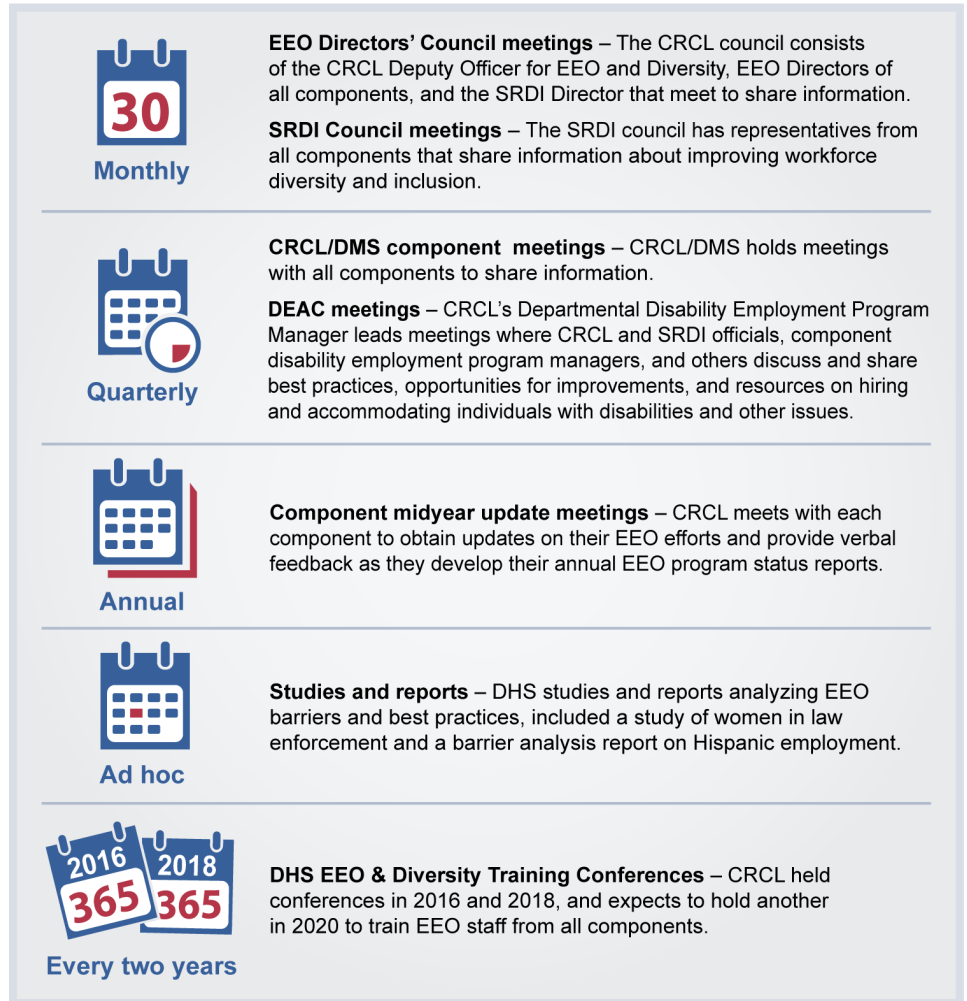 EEO Directors' Council meetings – The CRCL council consists
of the CRCL Deputy Officer for EEO and Diversity, EEO Directors of
all components, and the SRDI Director that meet to share information.
30
Monthly
SRDI Council meetings – The SRDI council has representatives from
all components that share information about improving workforce
diversity and inclusion.
CRCL/DMS component meetings – CRCL/DMS holds meetings
with all components to share information.
Quarterly
DEAC meetings – CRCL's Departmental Disability Employment Program
Manager leads meetings where CRCL and SRDI officials, component
disability employment program managers, and others discuss and share
best practices, opportunities for improvements, and resources on hiring
and accommodating individuals with disabilities and other issues.
Annual
Component midyear update meetings – CRCL meets with each
component to obtain updates on their EEO efforts and provide verbal
feedback as they develop their annual EEO program status reports.
Ad hoc
Studies and reports – DHS studies and reports analyzing EEO
barriers and best practices, included a study of women in law
enforcement and a barrier analysis report on Hispanic employment.
2016
365
2018
365
Every two years
DHS EEO & Diversity Training Conferences – CRCL held
conferences in 2016 and 2018, and expects to hold another
in 2020 to train EEO staff from all components.